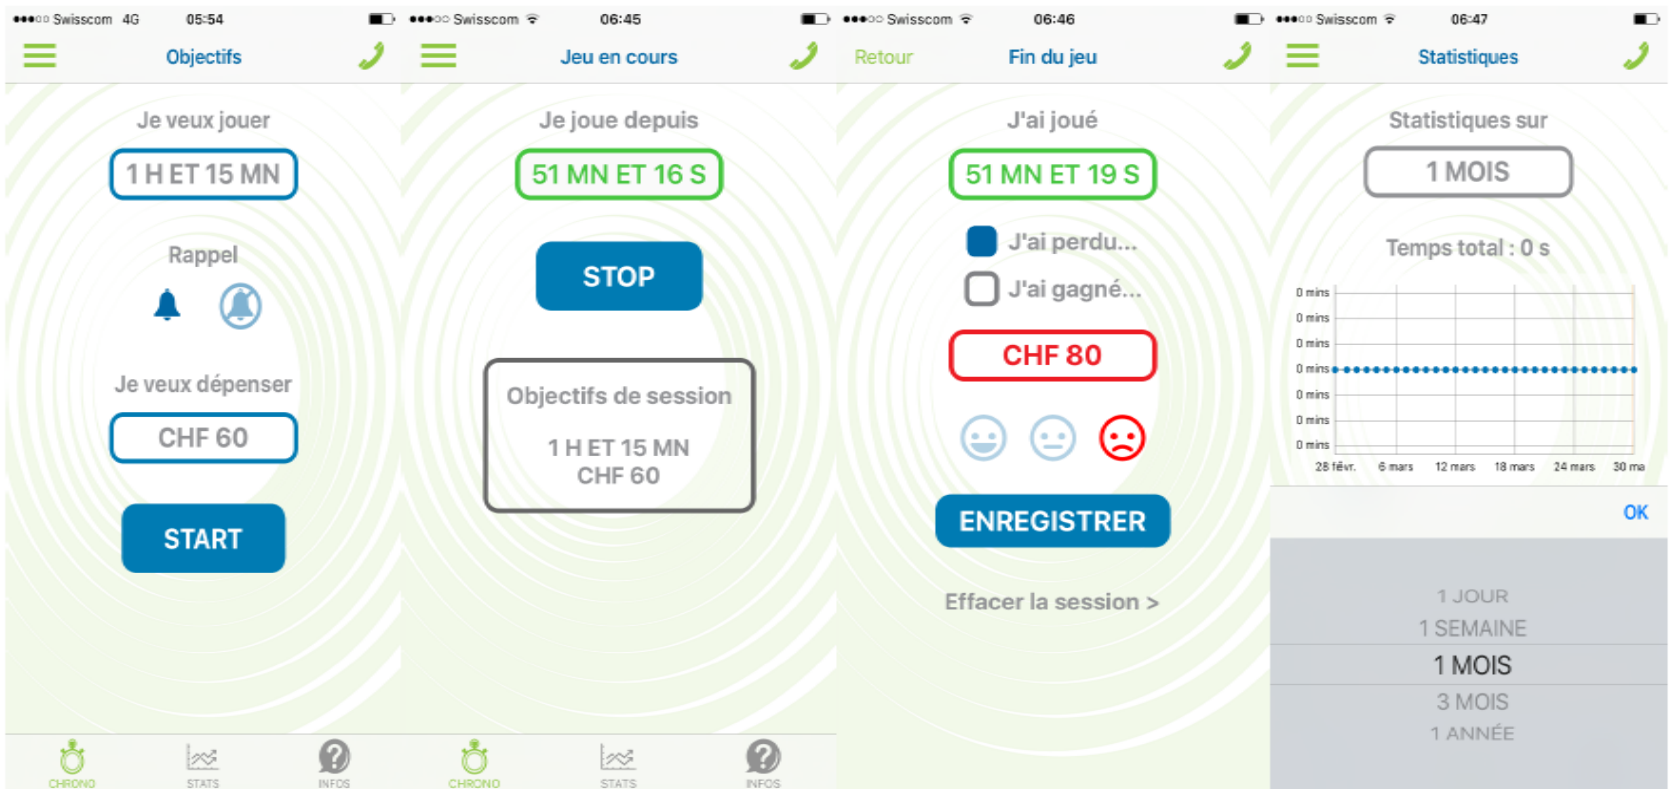 Swisscom 4G 05:54
Objectifs
Je veux jouer
1 H ET 15 MN
Rappel
Je veux dépenser
CHF 60
START
CHRONO
STATS
INFOS
Swisscom 06:45
Jeu en cours
Je joue depuis
51 MN ET 16 S
STOP
Objectifs de session
1 H ET 15 MN
CHF 60
CHRONO
STATS
INFOS
Swisscom 06:46
Retour
Fin du jeu
J'ai joué
51 MN ET 19 S
J'ai perdu...
J'ai gagné...
CHF 80
ENREGISTRER
Effacer la session >
Swisscom 06:47
Statistiques
Statistiques sur
1 MOIS
Temps total : 0 s
0 mins
0 mins
0 mins
0 mins
0 mins
0 mins
0 mins
28 févr. 6 mars 12 mars 18 mars 24 mars 30 ma
OK
1 JOUR
1 SEMAINE
1 MOIS
3 MOIS
1 ANNÉE